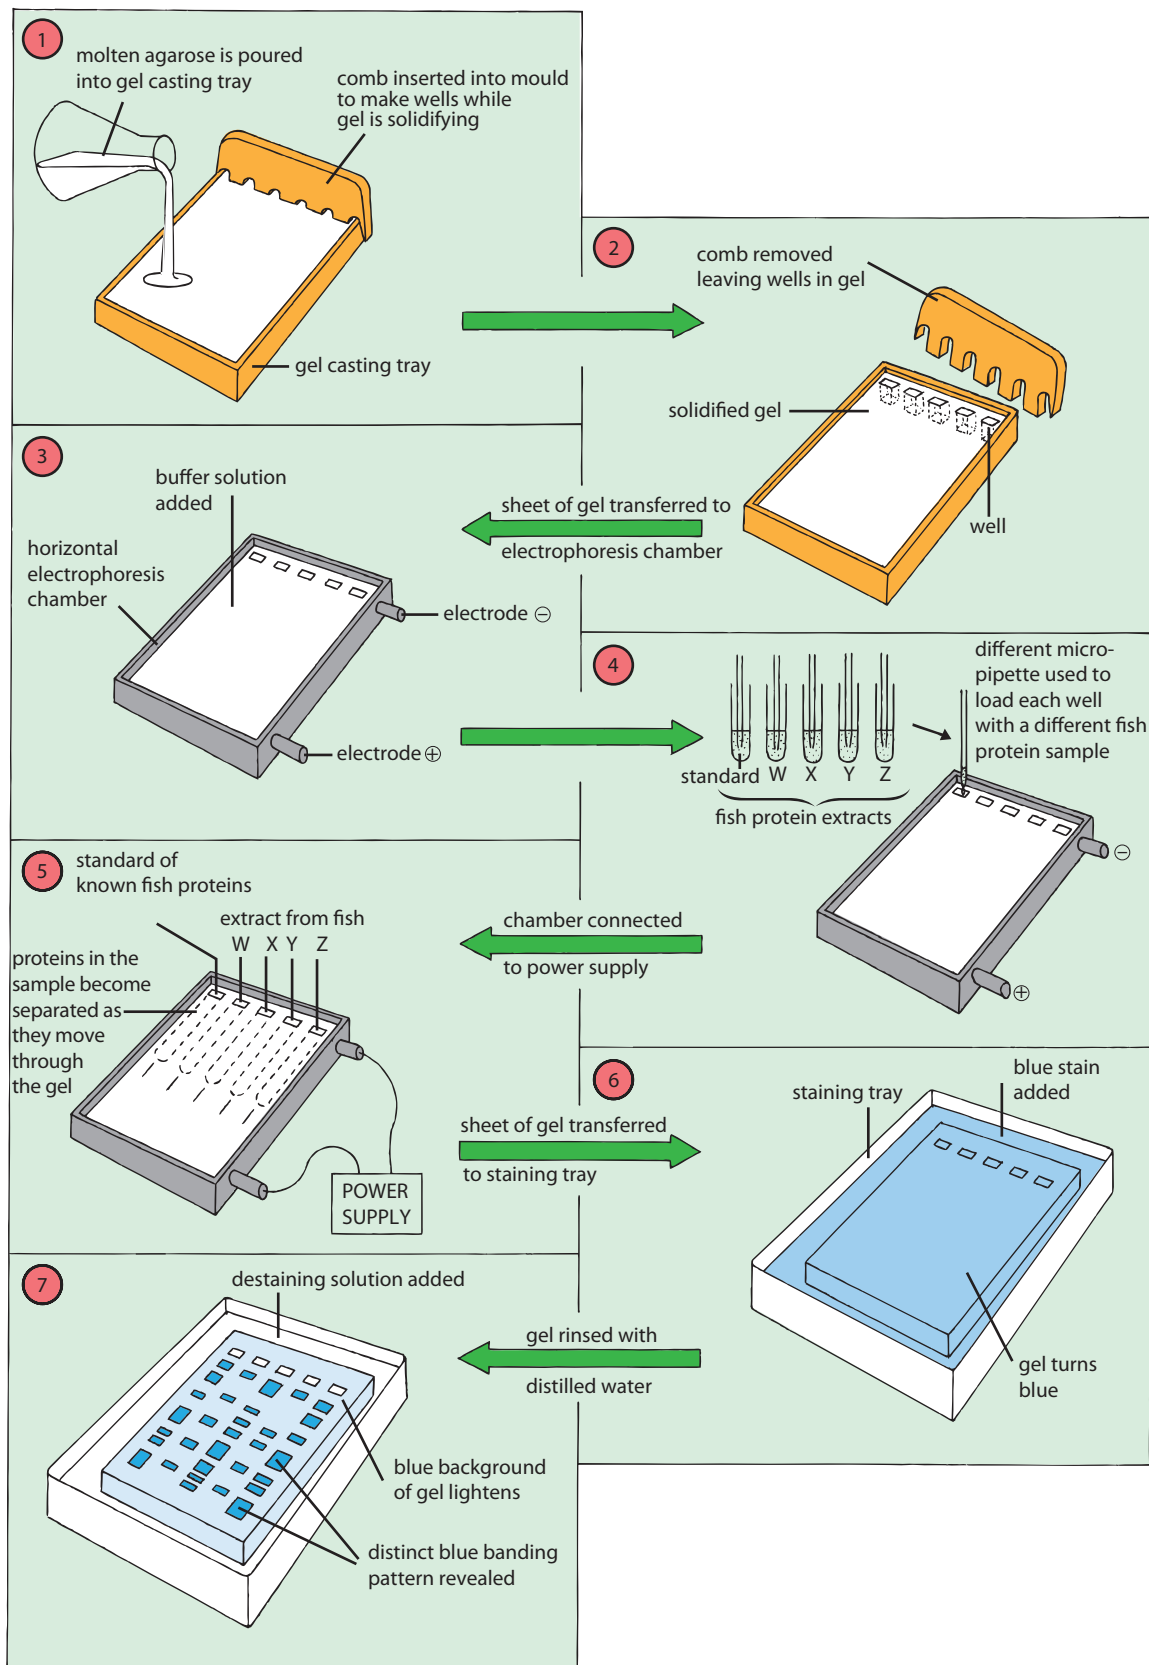 1
molten agarose is poured
into gel casting tray
comb inserted into mould
to make wells while
gel is solidifying
gel casting tray
2
comb removed
leaving wells in gel
solidified gel
well
sheet of gel transferred to
electrophoresis chamber
3
buffer solution
added
horizontal
electrophoresis
chamber
electrode ⊖
electrode ⊕
4
different micro-
pipette used to
load each well
with a different fish
protein sample
standard W X Y Z
fish protein extracts
⊖
⊕
chamber connected
to power supply
5
standard of
known fish proteins
extract from fish
W X Y Z
proteins in the
sample become
separated as
they move
through
the gel
POWER
SUPPLY
sheet of gel transferred
to staining tray
6
blue stain
added
staining tray
gel turns
blue
gel rinsed with
distilled water
7
destaining solution added
blue background
of gel lightens
distinct blue banding
pattern revealed